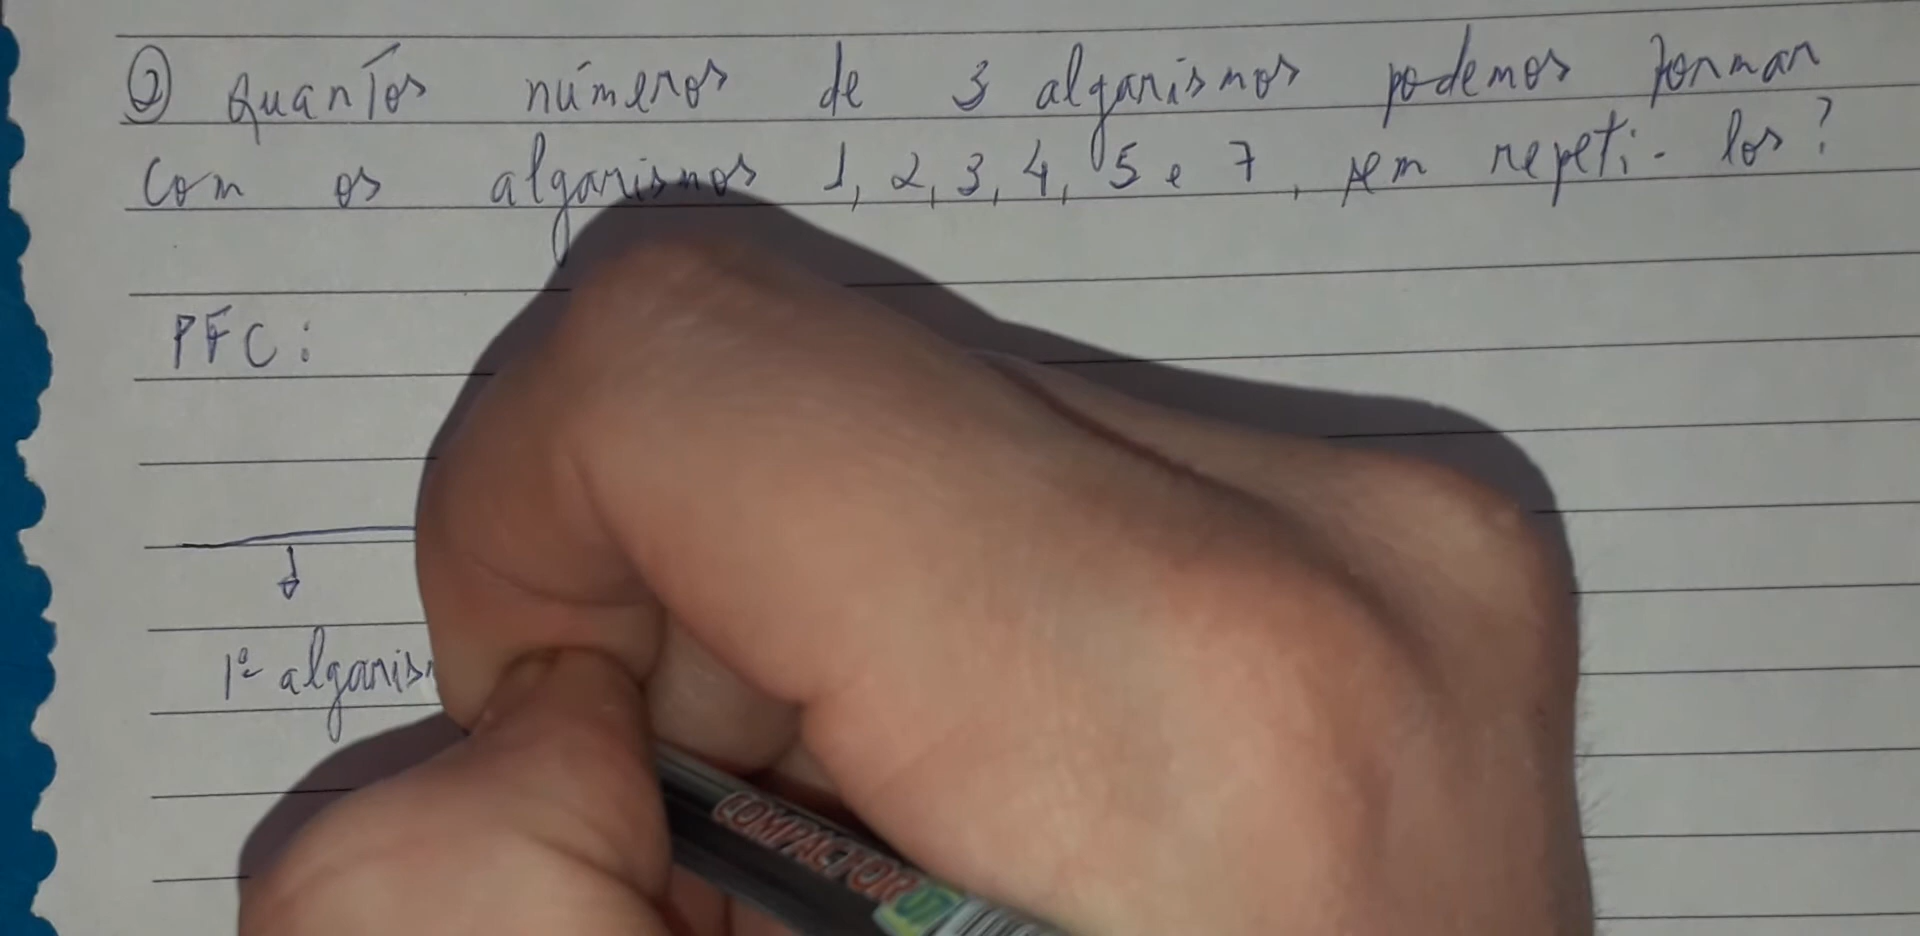 ② Quantos números de 3 algarismos podemos formar
com os algarismos 1, 2, 3, 4, 5 e 7, sem repeti-los?
PFC:
1º algaris
COMPACTOR 07